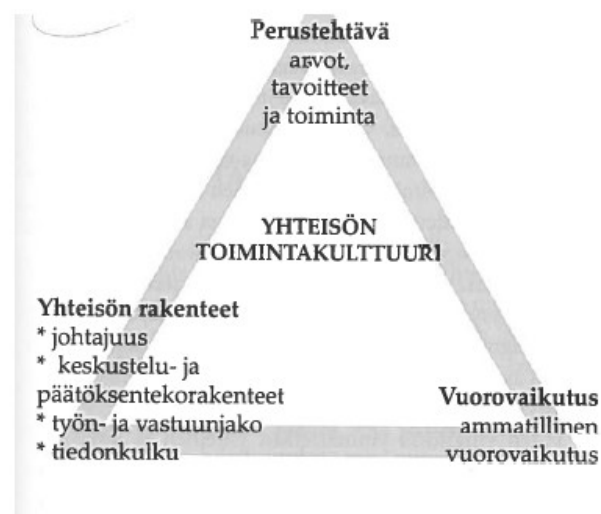 Perustehtävä
arvot,
tavoitteet
ja toiminta
YHTEISÖN
TOIMINTAKULTTUURI
Yhteisön rakenteet
* johtajuus
* keskustelu- ja
päätöksentekorakenteet
* työn- ja vastuunjako
* tiedonkulku
Vuorovaikutus
ammatillinen
vuorovaikutus